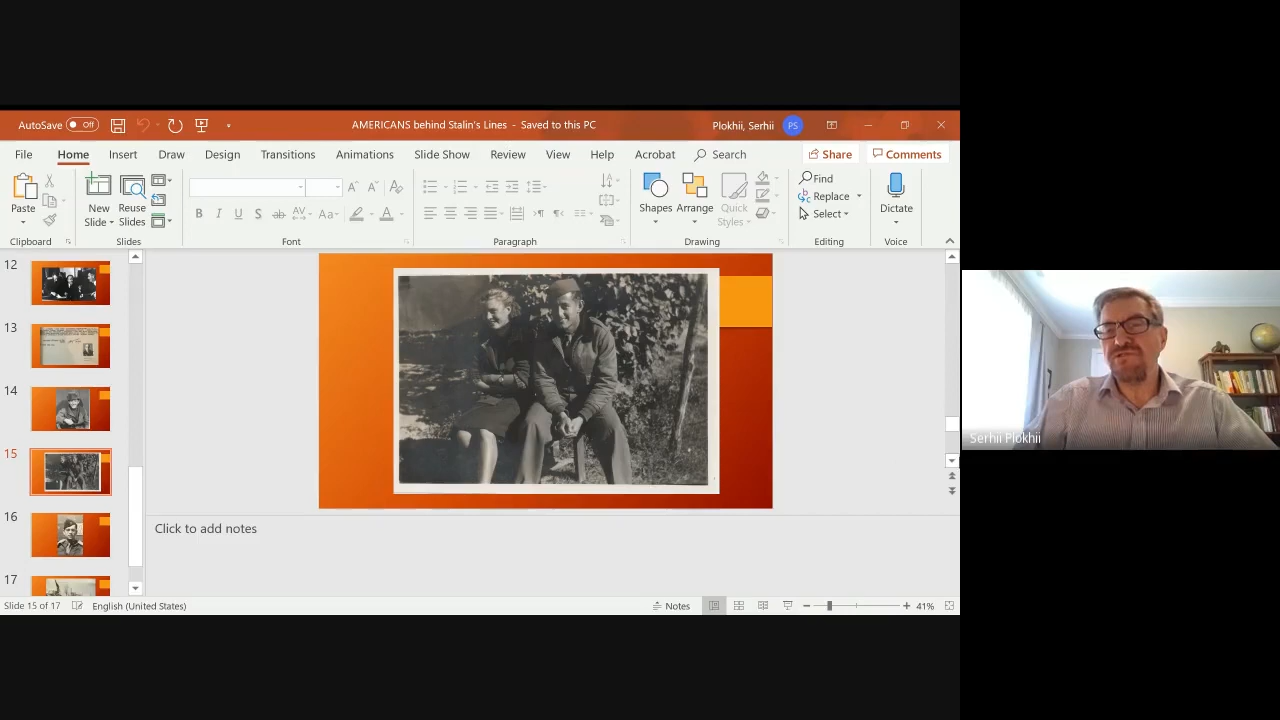 AutoSave Off
AMERICANS behind Stalin's Lines - Saved to this PC
Plokhii, Serhii PS
File Home Insert Draw Design Transitions Animations Slide Show Review View Help Acrobat Search Share Comments
Paste
New Slide
Reuse Slides
B I U S ab AV Aa A
Shapes
Arrange
Quick Styles
Find
Replace
Select
Dictate
Clipboard Slides Font Paragraph Drawing Editing Voice
12
13
14
15
16
17
Click to add notes
Slide 15 of 17 English (United States) Notes 41%
Serhii Plokhii